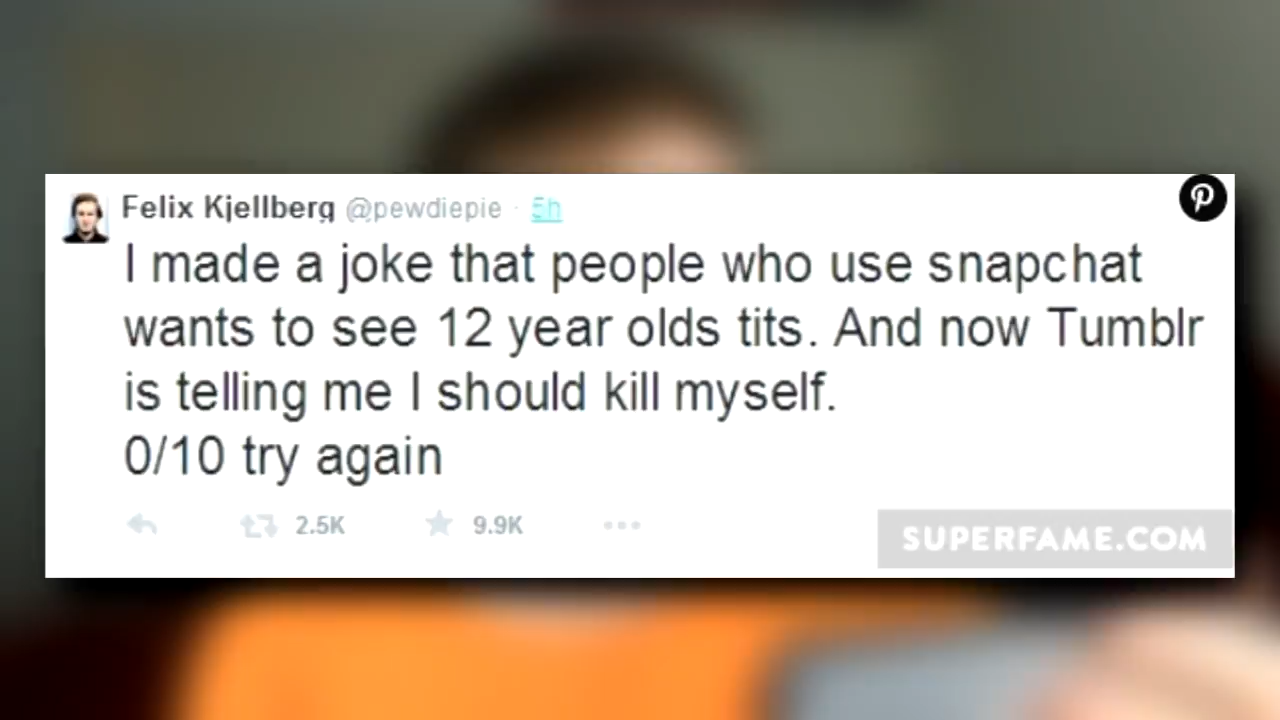 Felix Kjellberg @pewdiepie · 5h
I made a joke that people who use snapchat
wants to see 12 year olds tits. And now Tumblr
is telling me I should kill myself.
0/10 try again
2.5K 9.9K
SUPERFAME.COM